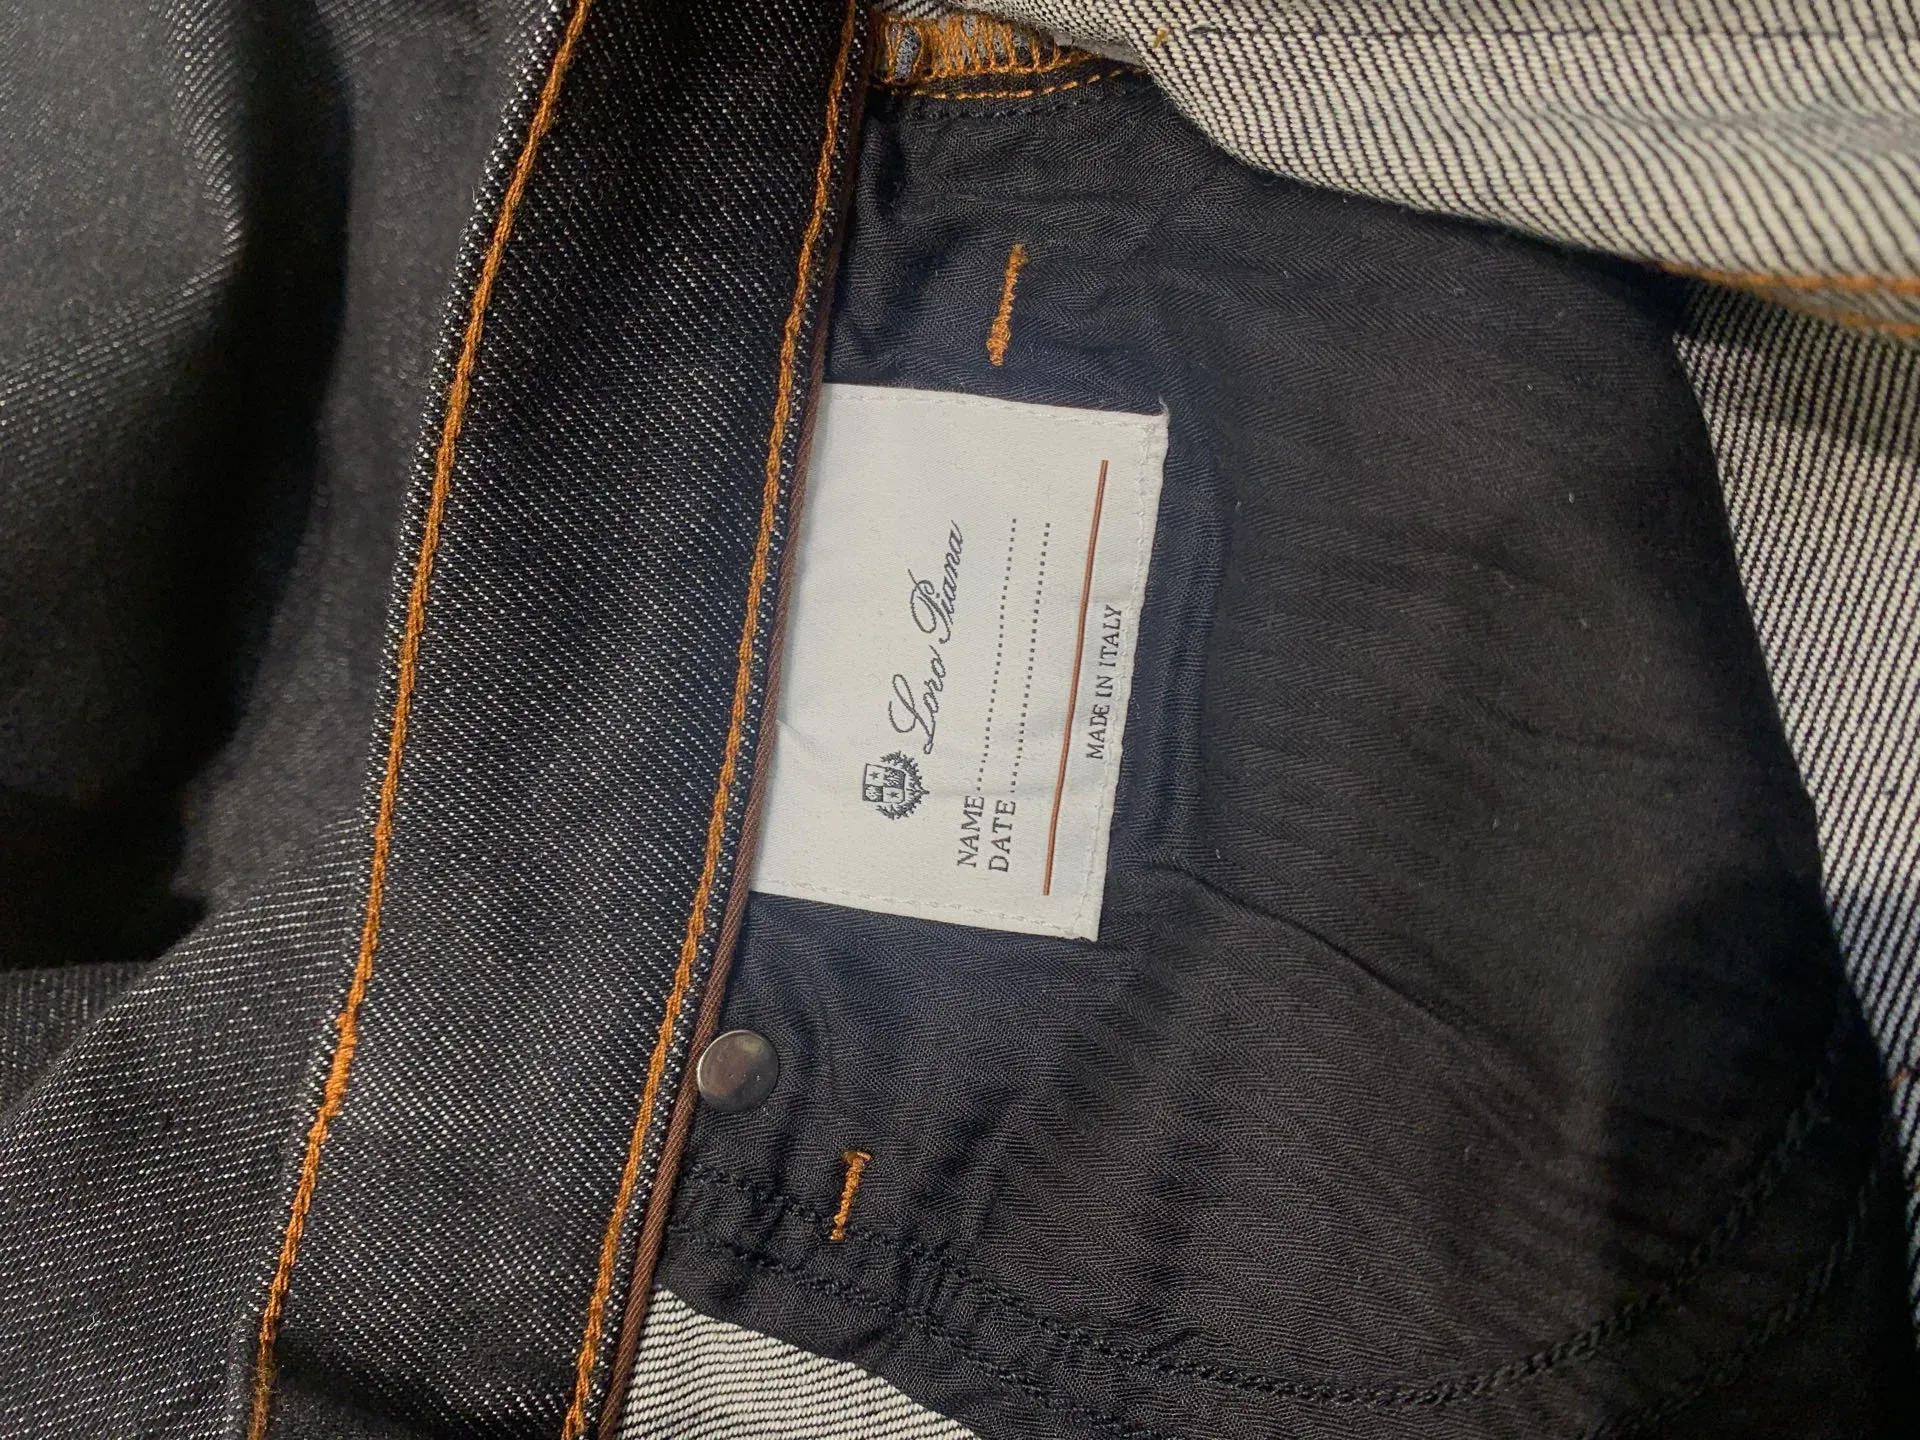 Loro Piana
NAME....................
DATE....................
MADE IN ITALY